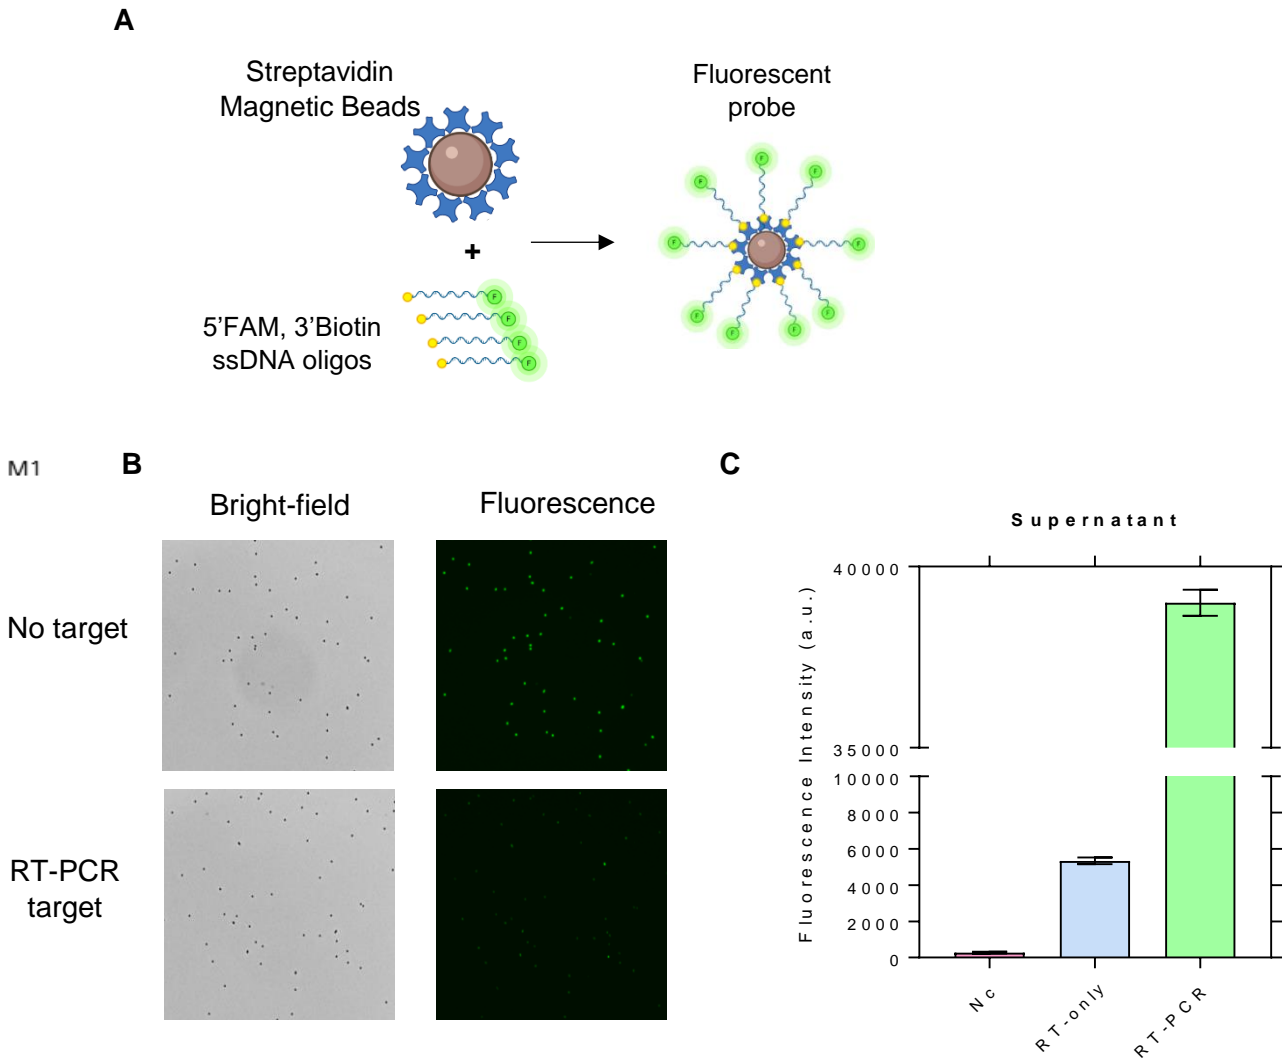 A
Streptavidin
Magnetic Beads
+
5'FAM, 3'Biotin
ssDNA oligos
Fluorescent
probe
F
F
F
F
F
F
F
F
F
F
F
F
F
M1
B
Bright-field
Fluorescence
No target
RT-PCR
target
C
Supernatant
Fluorescence Intensity (a.u.)
40000
35000
10000
8000
6000
4000
2000
0
Nc
RT-only
RT-PCR